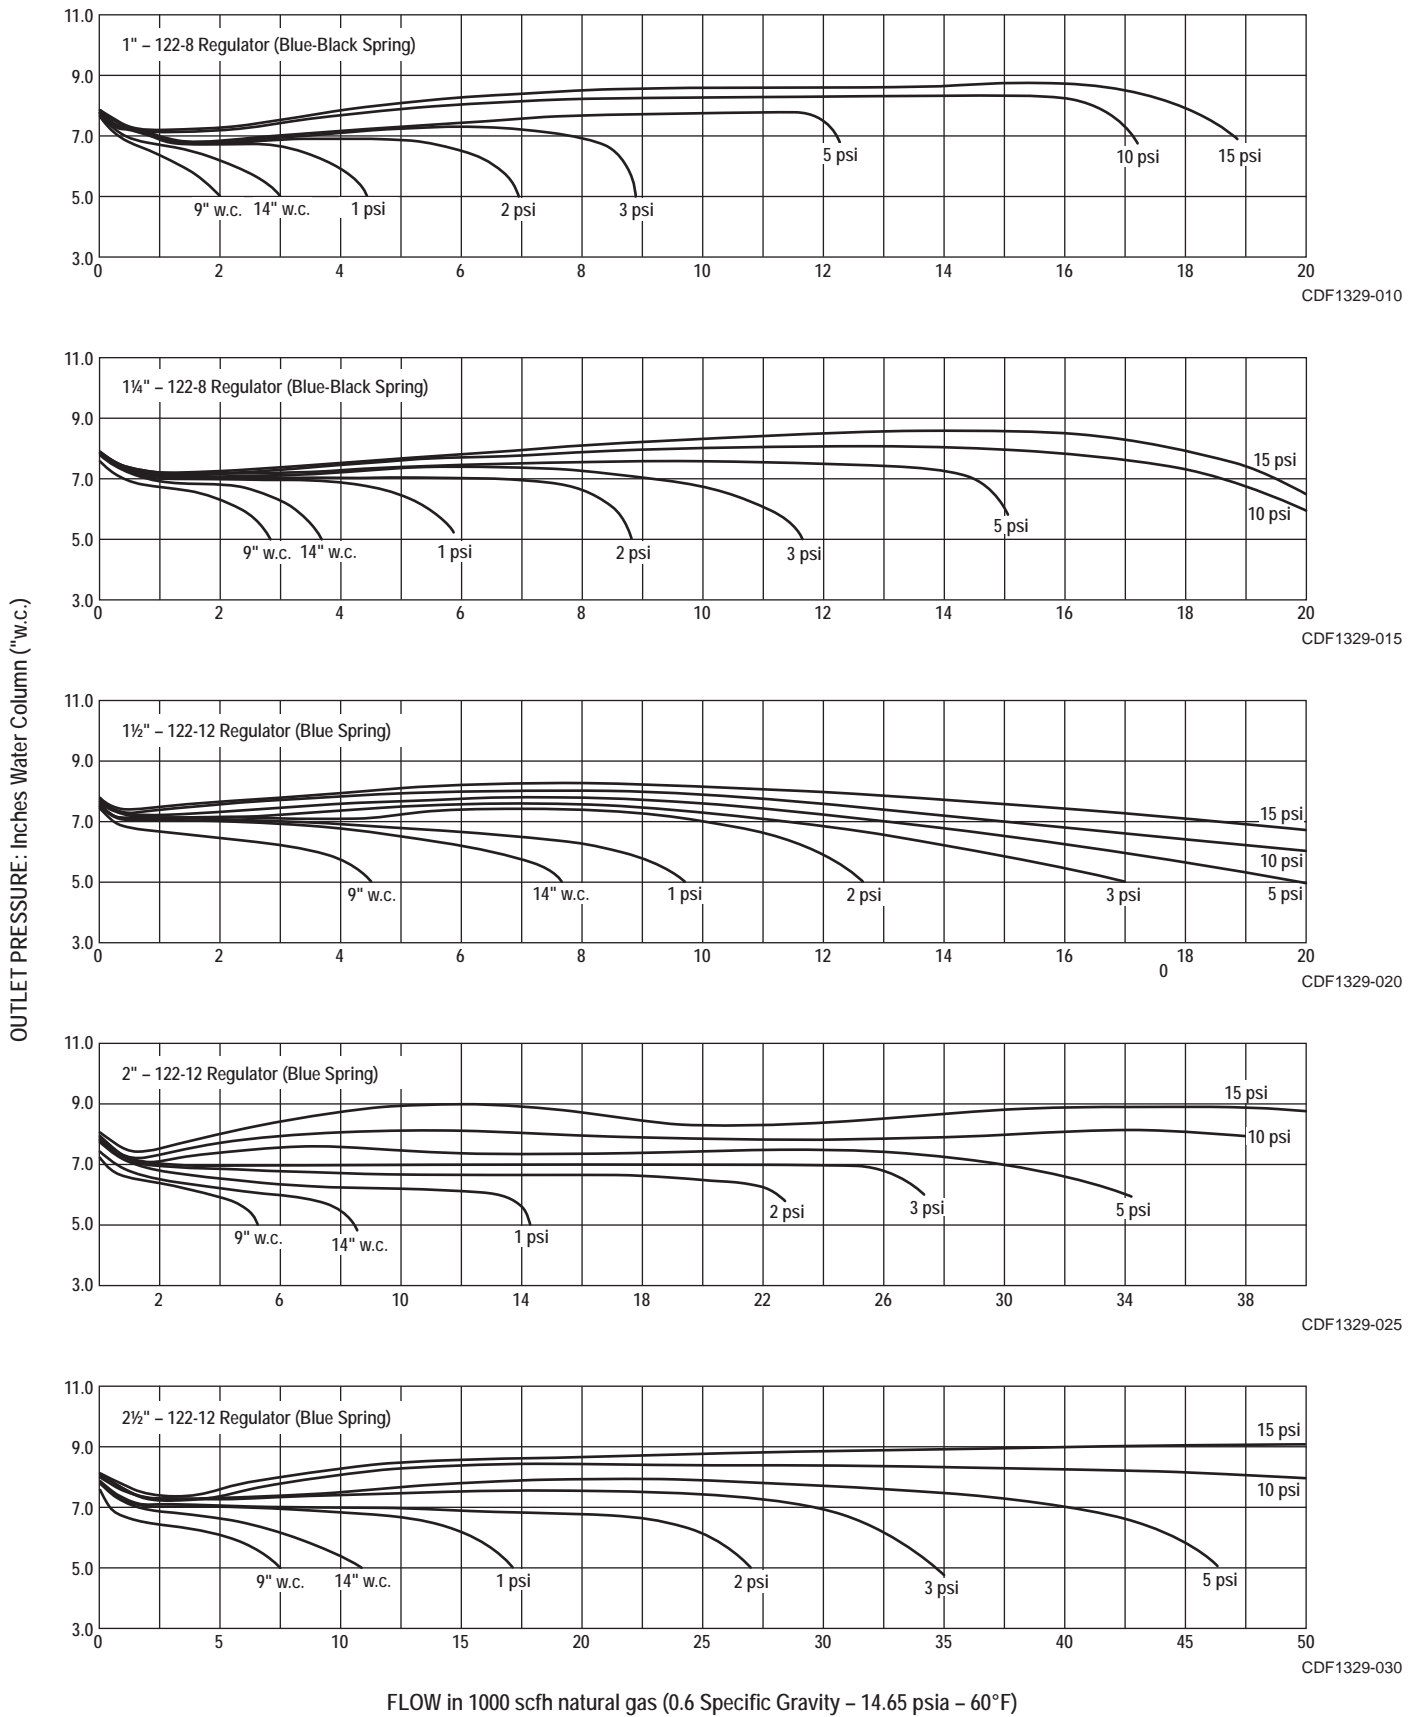 OUTLET PRESSURE: Inches Water Column ("w.c.)
11.0
1" – 122-8 Regulator (Blue-Black Spring)
9.0
7.0
5 psi
10 psi
15 psi
5.0
9" w.c.
14" w.c.
1 psi
2 psi
3 psi
3.0
0 2 4 6 8 10 12 14 16 18 20
CDF1329-010
11.0
1¼" – 122-8 Regulator (Blue-Black Spring)
9.0
15 psi
7.0
10 psi
5 psi
5.0
9" w.c.
14" w.c.
1 psi
2 psi
3 psi
3.0
0 2 4 6 8 10 12 14 16 18 20
CDF1329-015
11.0
1½" – 122-12 Regulator (Blue Spring)
9.0
15 psi
7.0
10 psi
5.0
9" w.c.
14" w.c.
1 psi
2 psi
3 psi
5 psi
3.0
0 2 4 6 8 10 12 14 16 18 20
0
CDF1329-020
11.0
2" – 122-12 Regulator (Blue Spring)
15 psi
9.0
10 psi
7.0
2 psi
3 psi
5 psi
5.0
9" w.c.
14" w.c.
1 psi
3.0
2 6 10 14 18 22 26 30 34 38
CDF1329-025
11.0
2½" – 122-12 Regulator (Blue Spring)
15 psi
9.0
10 psi
7.0
5.0
9" w.c.
14" w.c.
1 psi
2 psi
3 psi
5 psi
3.0
0 5 10 15 20 25 30 35 40 45 50
CDF1329-030
FLOW in 1000 scfh natural gas (0.6 Specific Gravity – 14.65 psia – 60°F)